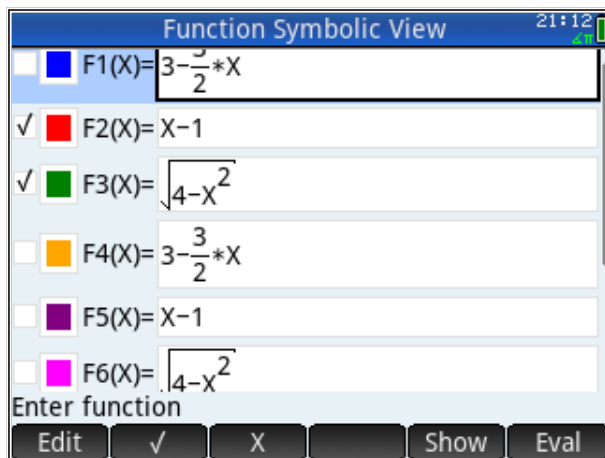 Function Symbolic View 21:12
∡π
F1(X)= 3−3/2*X
√ F2(X)= X−1
√ F3(X)= √(4−X²)
F4(X)= 3−3/2*X
F5(X)= X−1
F6(X)= √(4−X²)
Enter function
Edit √ X Show Eval